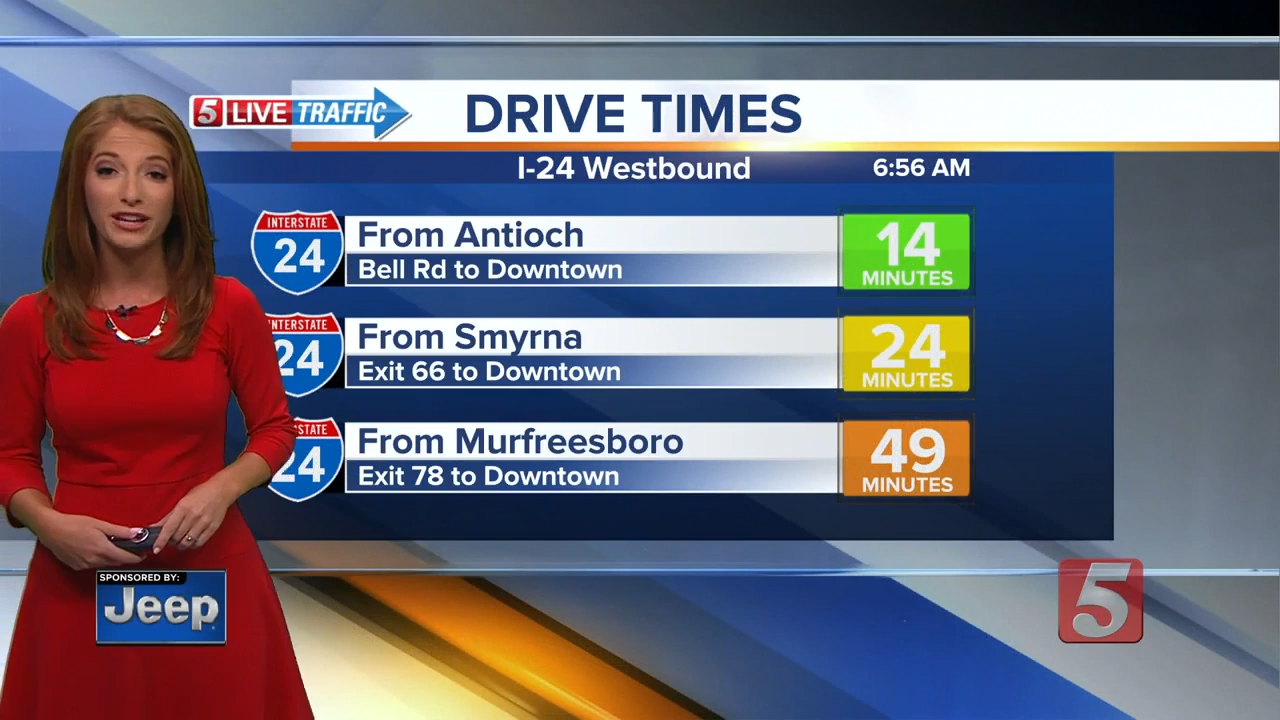 5 LIVE TRAFFIC
DRIVE TIMES
I-24 Westbound 6:56 AM
INTERSTATE
24
From Antioch
Bell Rd to Downtown
14
MINUTES
INTERSTATE
24
From Smyrna
Exit 66 to Downtown
24
MINUTES
STATE
24
From Murfreesboro
Exit 78 to Downtown
49
MINUTES
SPONSORED BY:
Jeep
5